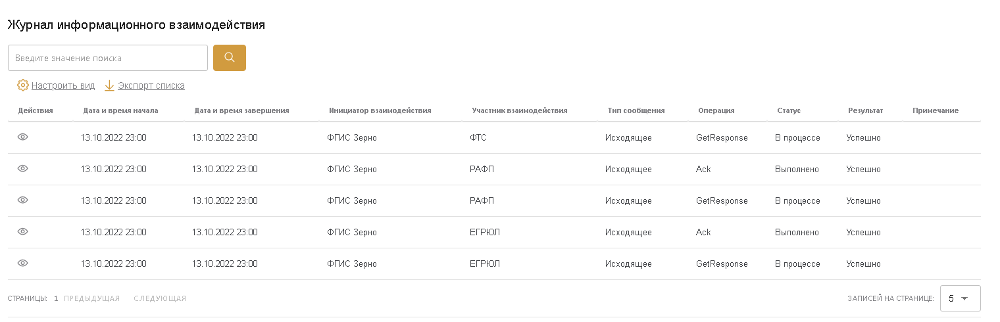 Журнал информационного взаимодействия
Введите значение поиска
Настроить вид Экспорт списка
Действия Дата и время начала Дата и время завершения Инициатор взаимодействия Участник взаимодействия Тип сообщения Операция Статус Результат Примечание
13.10.2022 23:00 13.10.2022 23:00 ФГИС Зерно ФТС Исходящее GetResponse В процессе Успешно
13.10.2022 23:00 13.10.2022 23:00 ФГИС Зерно РАФП Исходящее Ack Выполнено Успешно
13.10.2022 23:00 13.10.2022 23:00 ФГИС Зерно РАФП Исходящее GetResponse В процессе Успешно
13.10.2022 23:00 13.10.2022 23:00 ФГИС Зерно ЕГРЮЛ Исходящее Ack Выполнено Успешно
13.10.2022 23:00 13.10.2022 23:00 ФГИС Зерно ЕГРЮЛ Исходящее GetResponse В процессе Успешно
СТРАНИЦЫ: 1 ПРЕДЫДУЩАЯ СЛЕДУЮЩАЯ ЗАПИСЕЙ НА СТРАНИЦЕ: 5